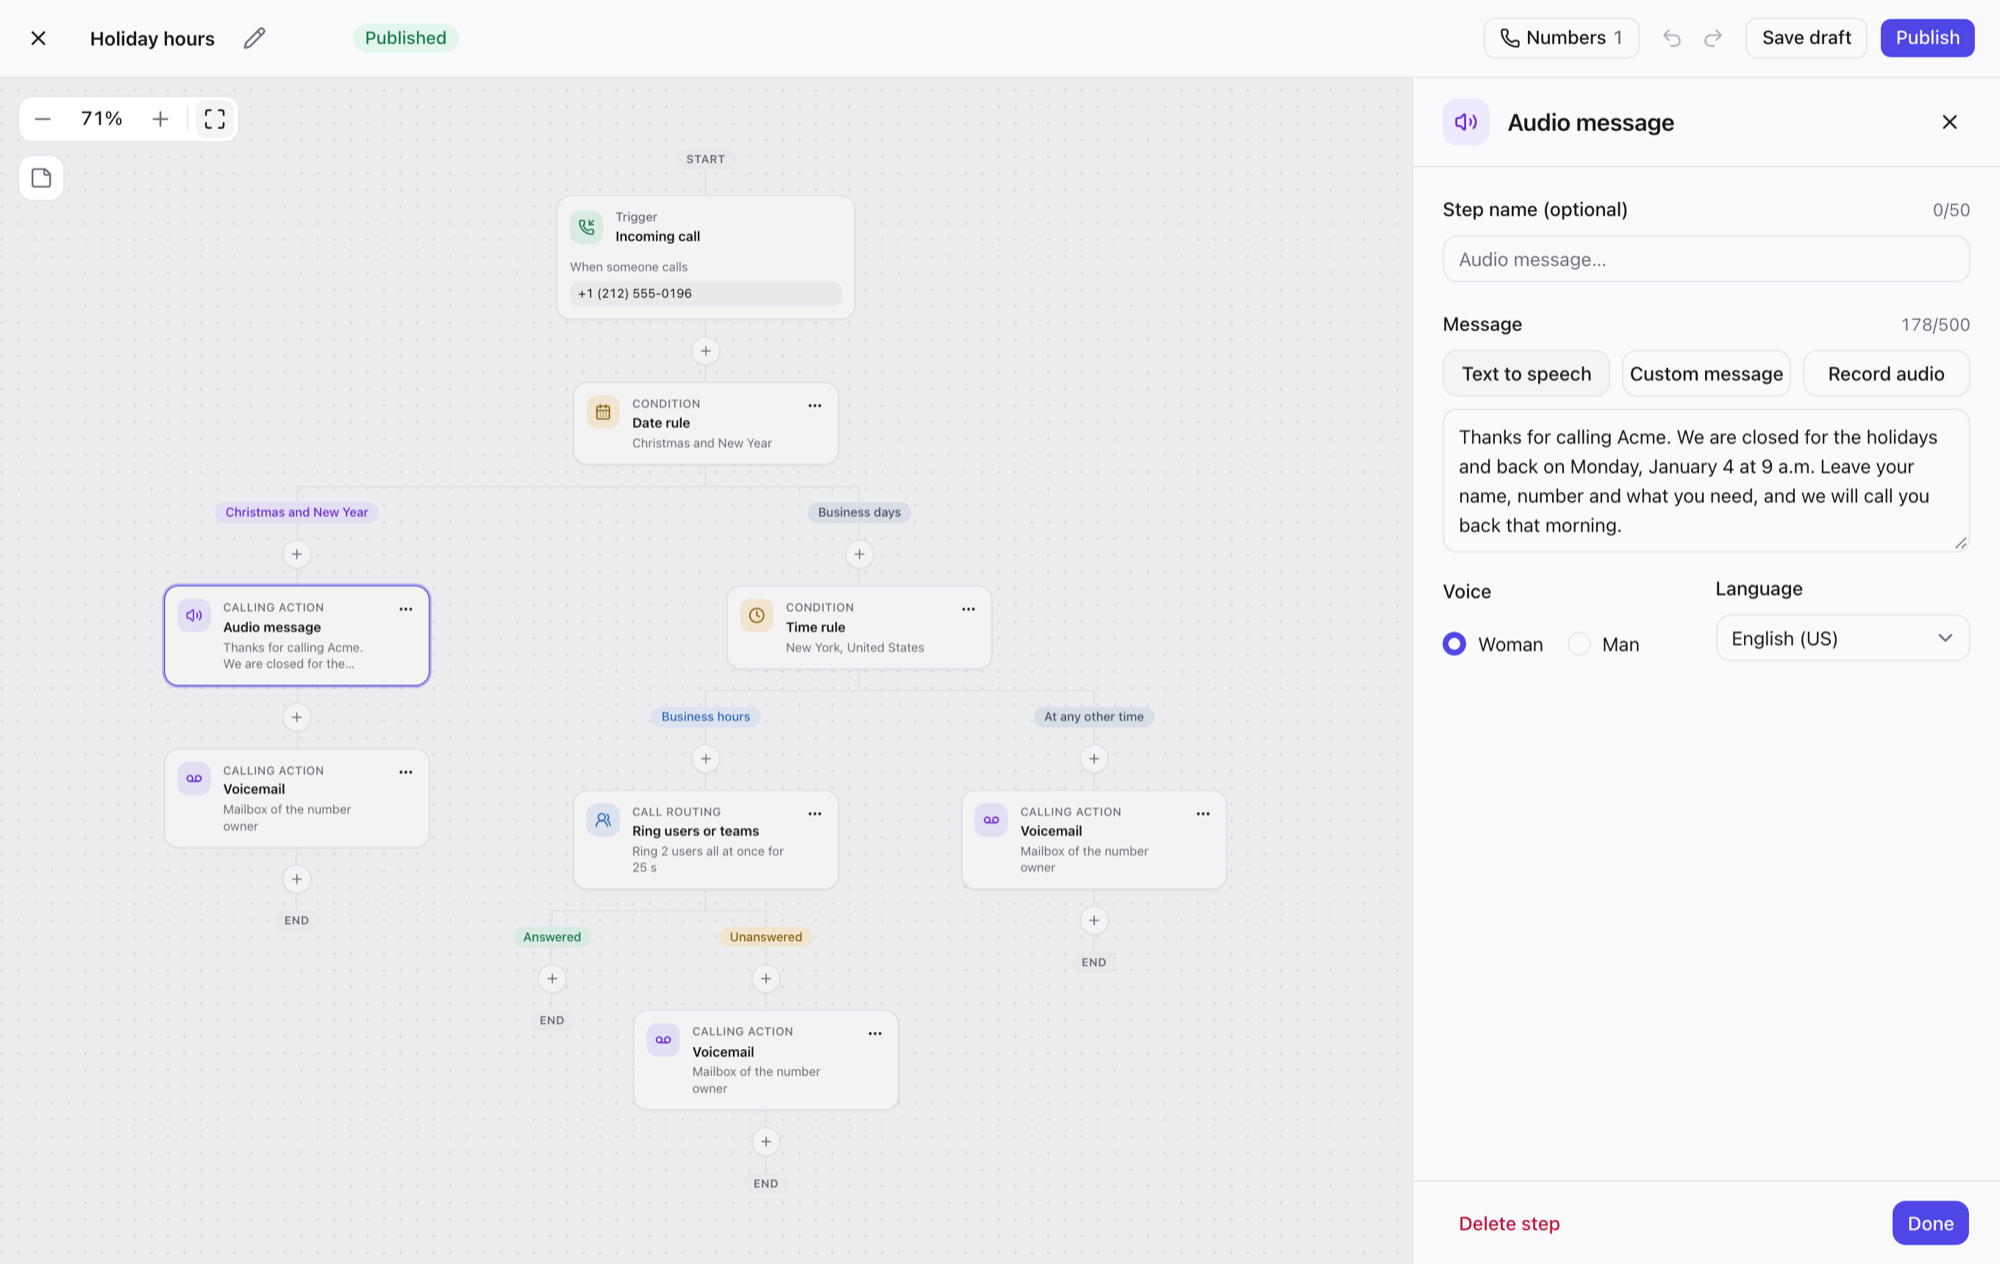 Holiday hours
Published
Numbers 1
Save draft
Publish
71%
START
Trigger
Incoming call
When someone calls
+1 (212) 555-0196
CONDITION
Date rule
Christmas and New Year
Christmas and New Year
Business days
CALLING ACTION
Audio message
Thanks for calling Acme.
We are closed for the...
CONDITION
Time rule
New York, United States
Business hours
At any other time
CALLING ACTION
Voicemail
Mailbox of the number
owner
CALL ROUTING
Ring users or teams
Ring 2 users all at once for
25 s
CALLING ACTION
Voicemail
Mailbox of the number
owner
END
Answered
Unanswered
END
END
CALLING ACTION
Voicemail
Mailbox of the number
owner
END
Audio message
Step name (optional)
0/50
Audio message...
Message
178/500
Text to speech
Custom message
Record audio
Thanks for calling Acme. We are closed for the holidays
and back on Monday, January 4 at 9 a.m. Leave your
name, number and what you need, and we will call you
back that morning.
Voice
Language
Woman
Man
English (US)
Delete step
Done